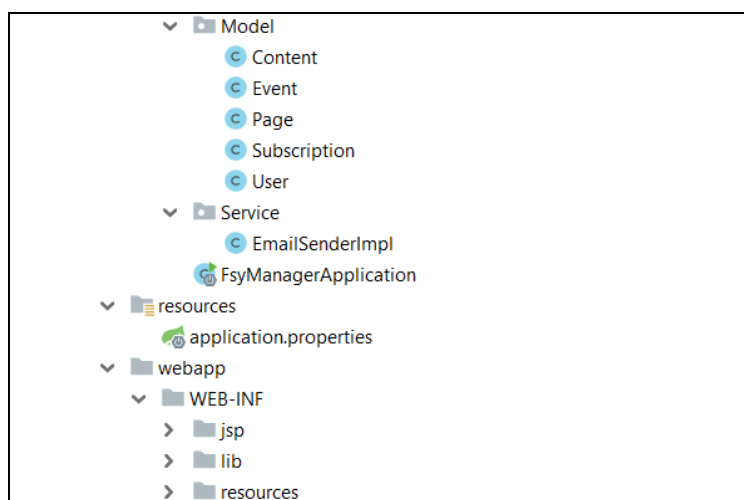 Model
C Content
C Event
C Page
C Subscription
C User
Service
C EmailSenderImpl
FsyManagerApplication
resources
application.properties
webapp
WEB-INF
jsp
lib
resources